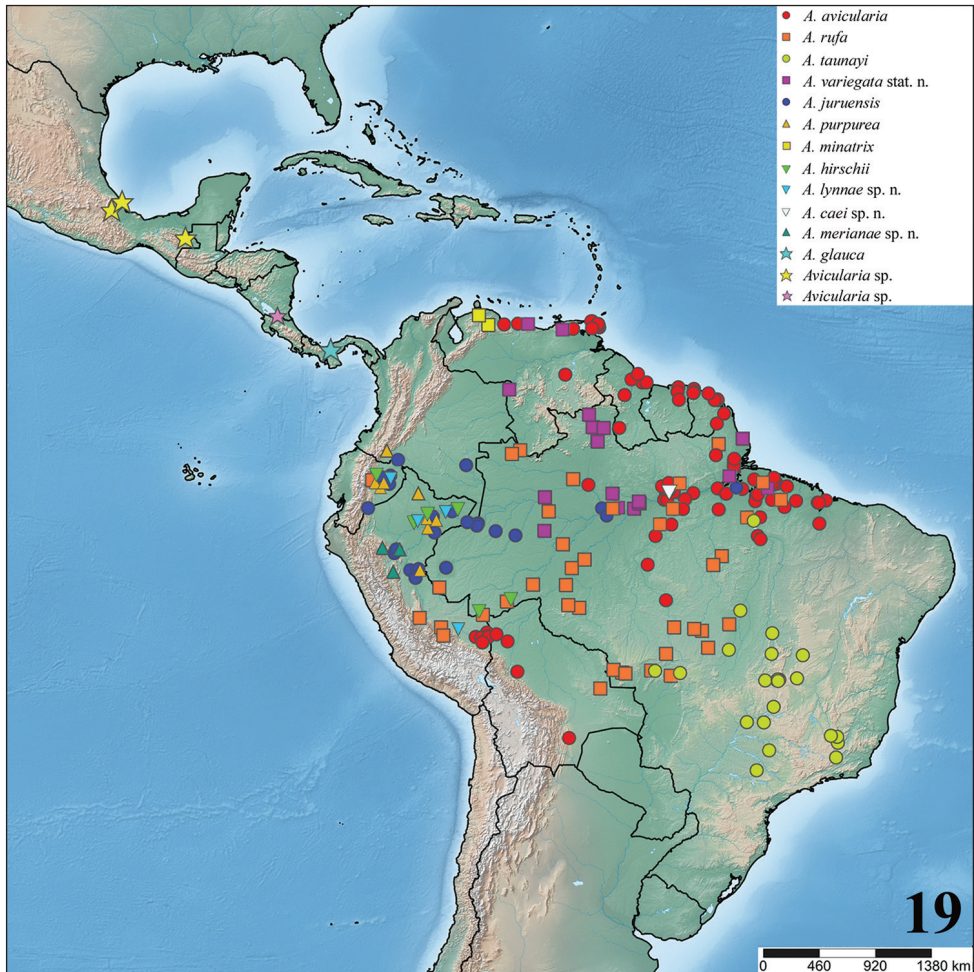 A. avicularia
A. rufa
A. taunayi
A. variegata stat. n.
A. juruensis
A. purpurea
A. minatrix
A. hirschii
A. lynnae sp. n.
A. caei sp. n.
A. merianae sp. n.
A. glauca
Avicularia sp.
Avicularia sp.
19
0 460 920 1380 km